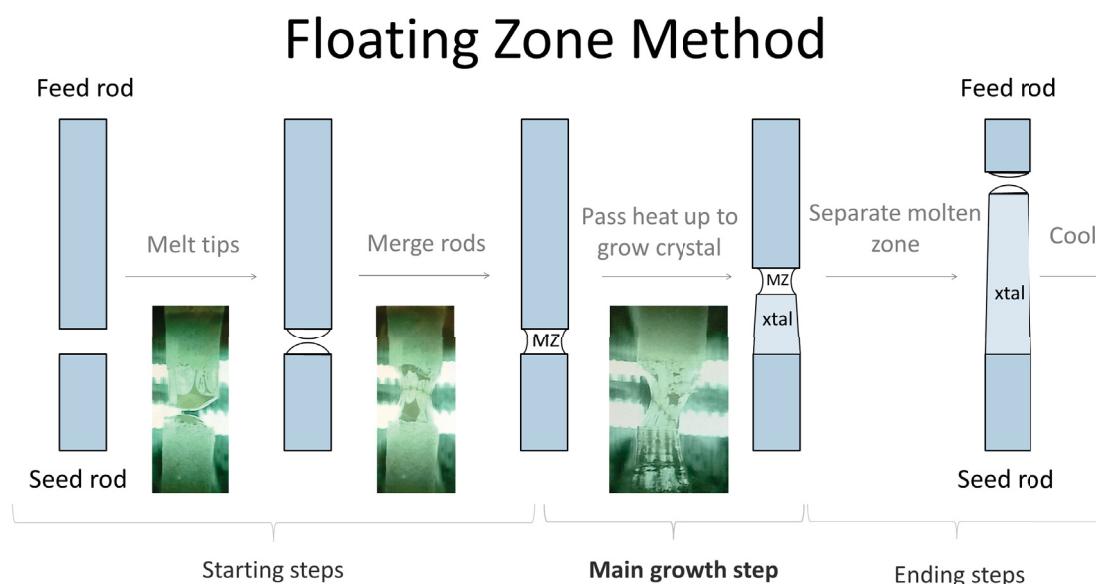 Floating Zone Method
Feed rod
Feed rod
Melt tips
Merge rods
Pass heat up to
grow crystal
Separate molten
zone
Cool
MZ
MZ
xtal
xtal
Seed rod
Seed rod
Starting steps
Main growth step
Ending steps